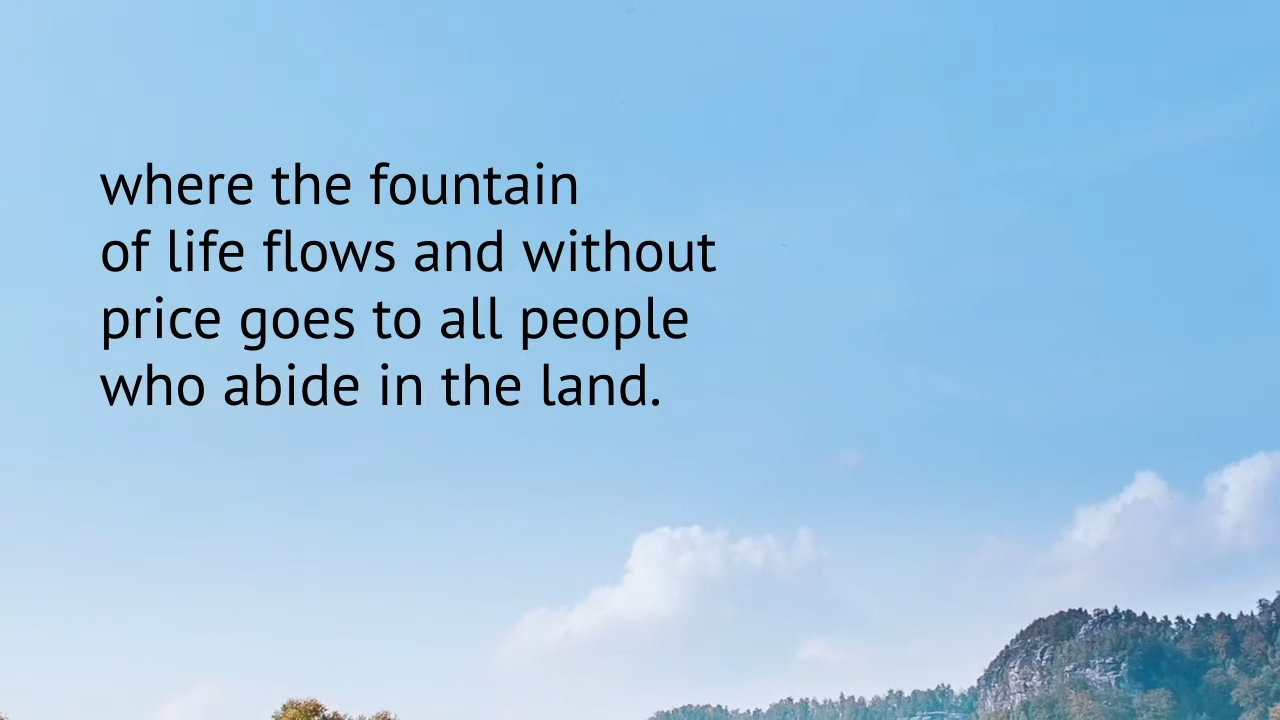 where the fountain
of life flows and without
price goes to all people
who abide in the land.